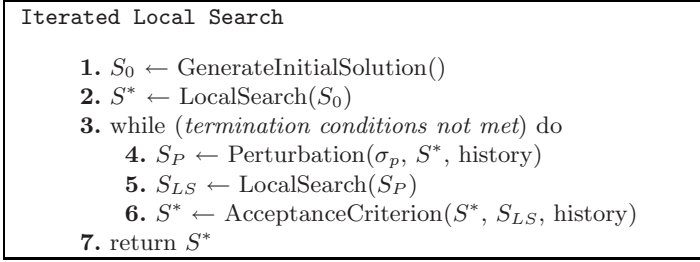 Iterated Local Search
1. S₀ ← GenerateInitialSolution()
2. S* ← LocalSearch(S₀)
3. while (termination conditions not met) do
4. S_P ← Perturbation(σ_p, S*, history)
5. S_LS ← LocalSearch(S_P)
6. S* ← AcceptanceCriterion(S*, S_LS, history)
7. return S*